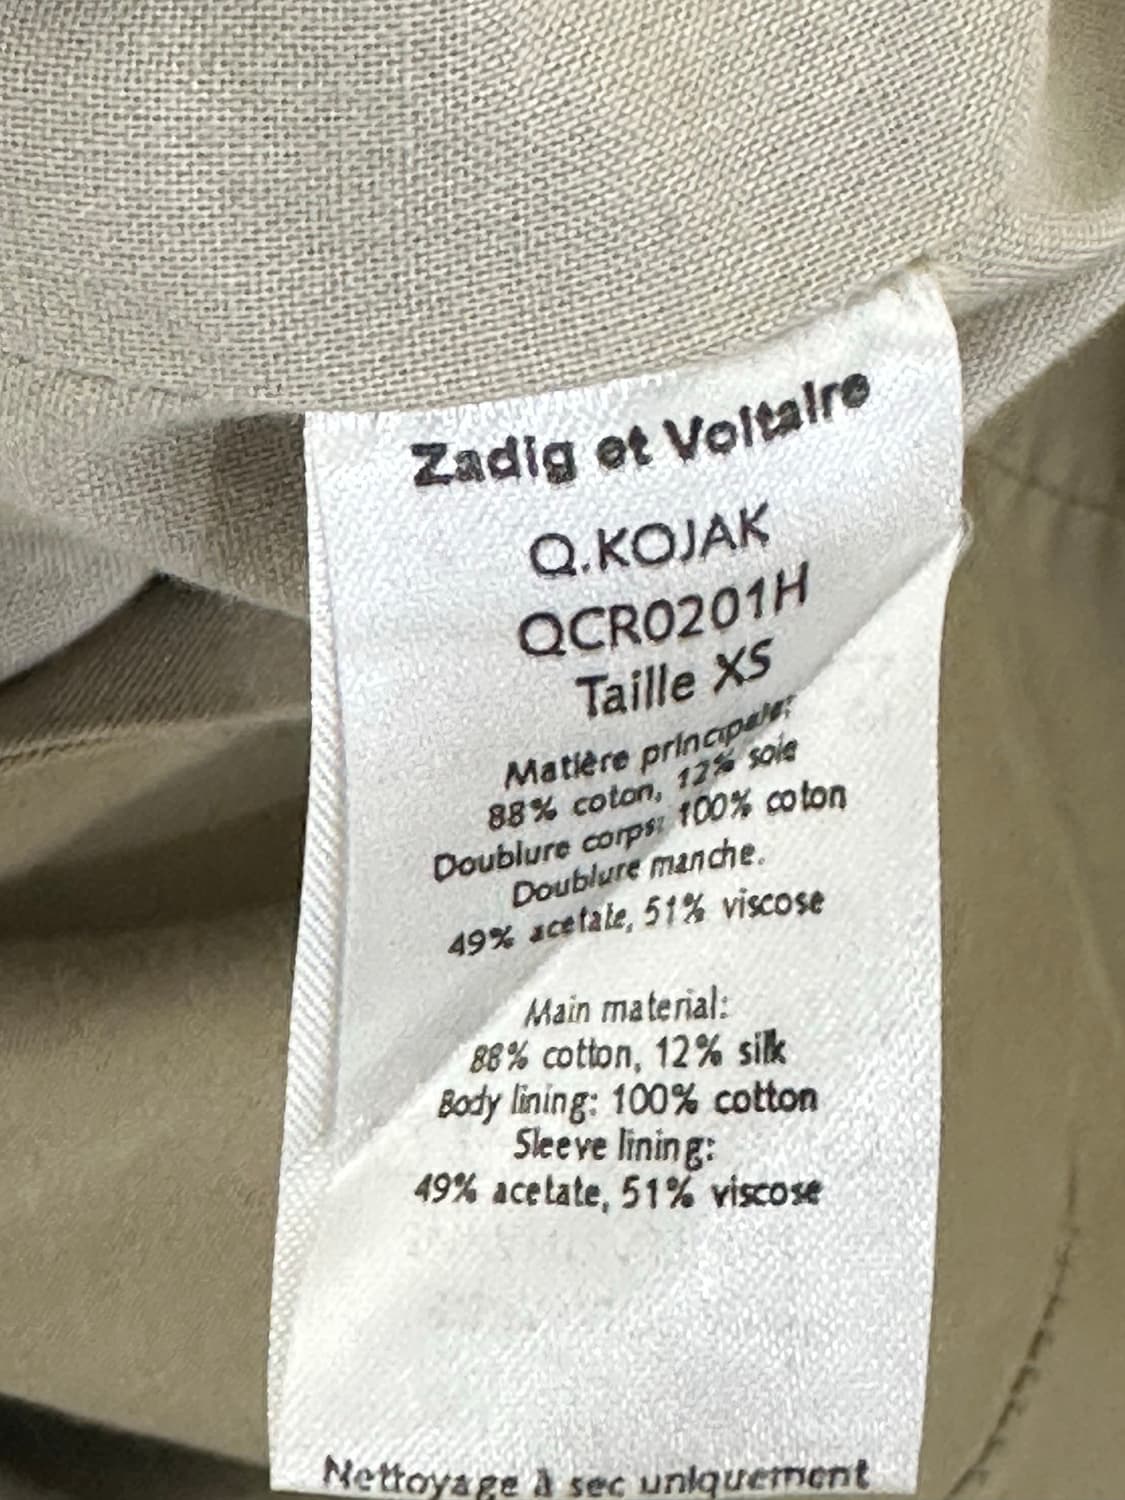 Zadig et Voltaire
Q.KOJAK
QCR0201H
Taille XS
Matière principale:
88% coton, 12% soie
Doublure corps: 100% coton
Doublure manche:
49% acetate, 51% viscose
Main material:
88% cotton, 12% silk
Body lining: 100% cotton
Sleeve lining:
49% acetate, 51% viscose
Nettoyage à sec uniquement